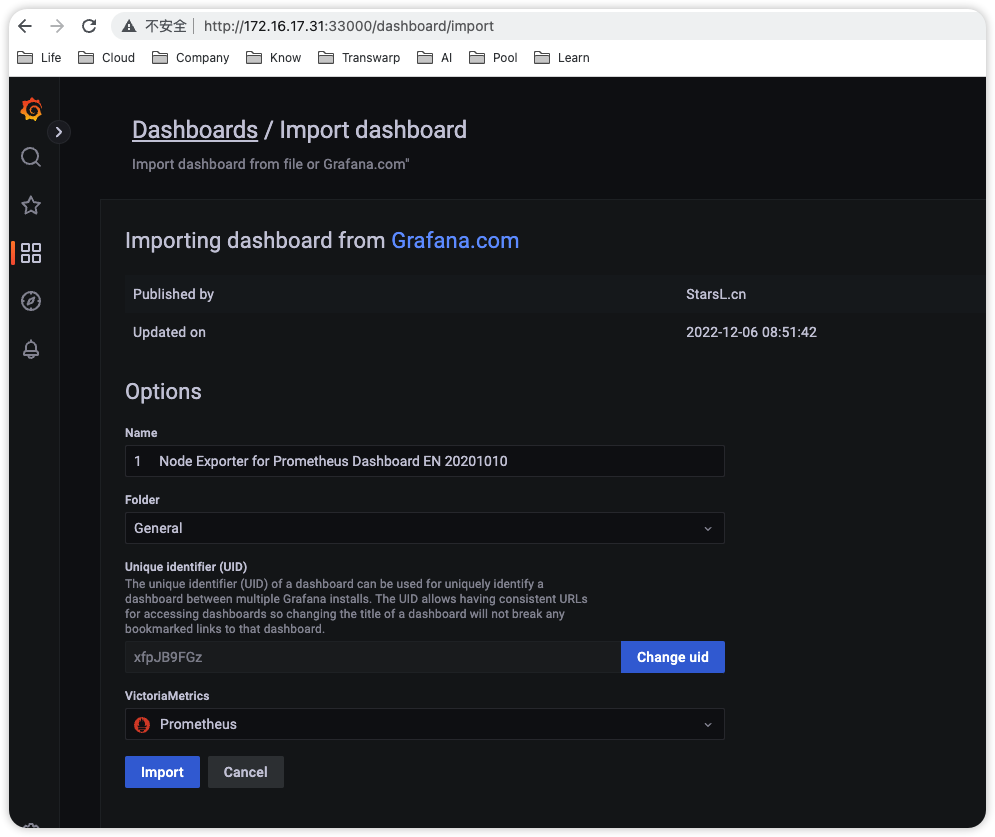 不安全 http://172.16.17.31:33000/dashboard/import
Life Cloud Company Know Transwarp AI Pool Learn
Dashboards / Import dashboard
Import dashboard from file or Grafana.com"
Importing dashboard from Grafana.com
Published by StarsL.cn
Updated on 2022-12-06 08:51:42
Options
Name
1 Node Exporter for Prometheus Dashboard EN 20201010
Folder
General
Unique identifier (UID)
The unique identifier (UID) of a dashboard can be used for uniquely identify a
dashboard between multiple Grafana installs. The UID allows having consistent URLs
for accessing dashboards so changing the title of a dashboard will not break any
bookmarked links to that dashboard.
xfpJB9FGz Change uid
VictoriaMetrics
Prometheus
Import Cancel